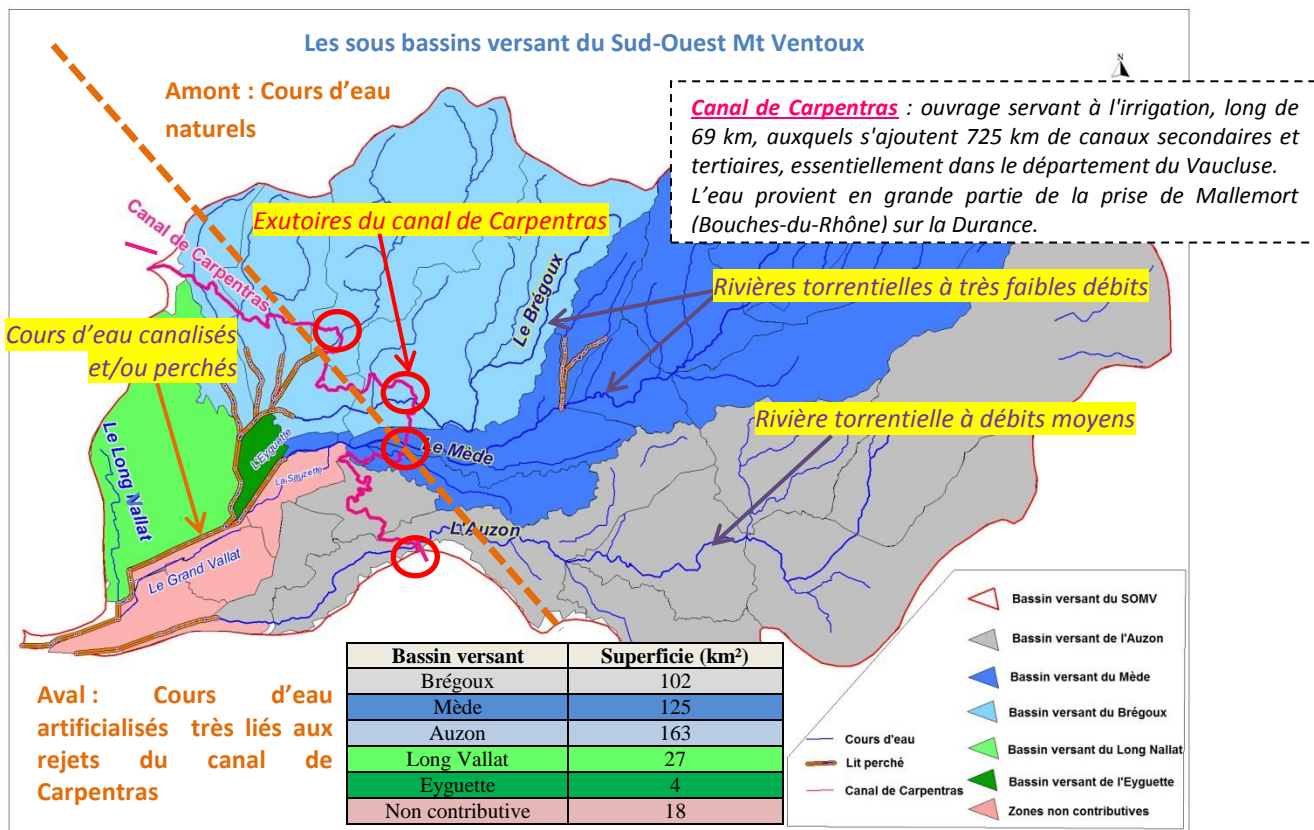 Les sous bassins versant du Sud-Ouest Mt Ventoux
N
Amont : Cours d’eau
naturels
Canal de Carpentras : ouvrage servant à l'irrigation, long de
69 km, auxquels s'ajoutent 725 km de canaux secondaires et
tertiaires, essentiellement dans le département du Vaucluse.
L’eau provient en grande partie de la prise de Mallemort
(Bouches-du-Rhône) sur la Durance.
Canal de Carpentras
Exutoires du canal de Carpentras
Le Brégoux
Rivières torrentielles à très faibles débits
Cours d’eau canalisés
et/ou perchés
Rivière torrentielle à débits moyens
Le Long Nallat
L'Eyguette
Le Mède
La Sauzette
L'Auzon
Le Grand Vallat
Aval : Cours d’eau
artificialisés très liés aux
rejets du canal de
Carpentras
Bassin versant Superficie (km²)
Brégoux 102
Mède 125
Auzon 163
Long Vallat 27
Eyguette 4
Non contributive 18
Cours d'eau
Lit perché
Canal de Carpentras
Bassin versant du SOMV
Bassin versant de l'Auzon
Bassin versant du Mède
Bassin versant du Brégoux
Bassin versant du Long Nallat
Bassin versant de l'Eyguette
Zones non contributives